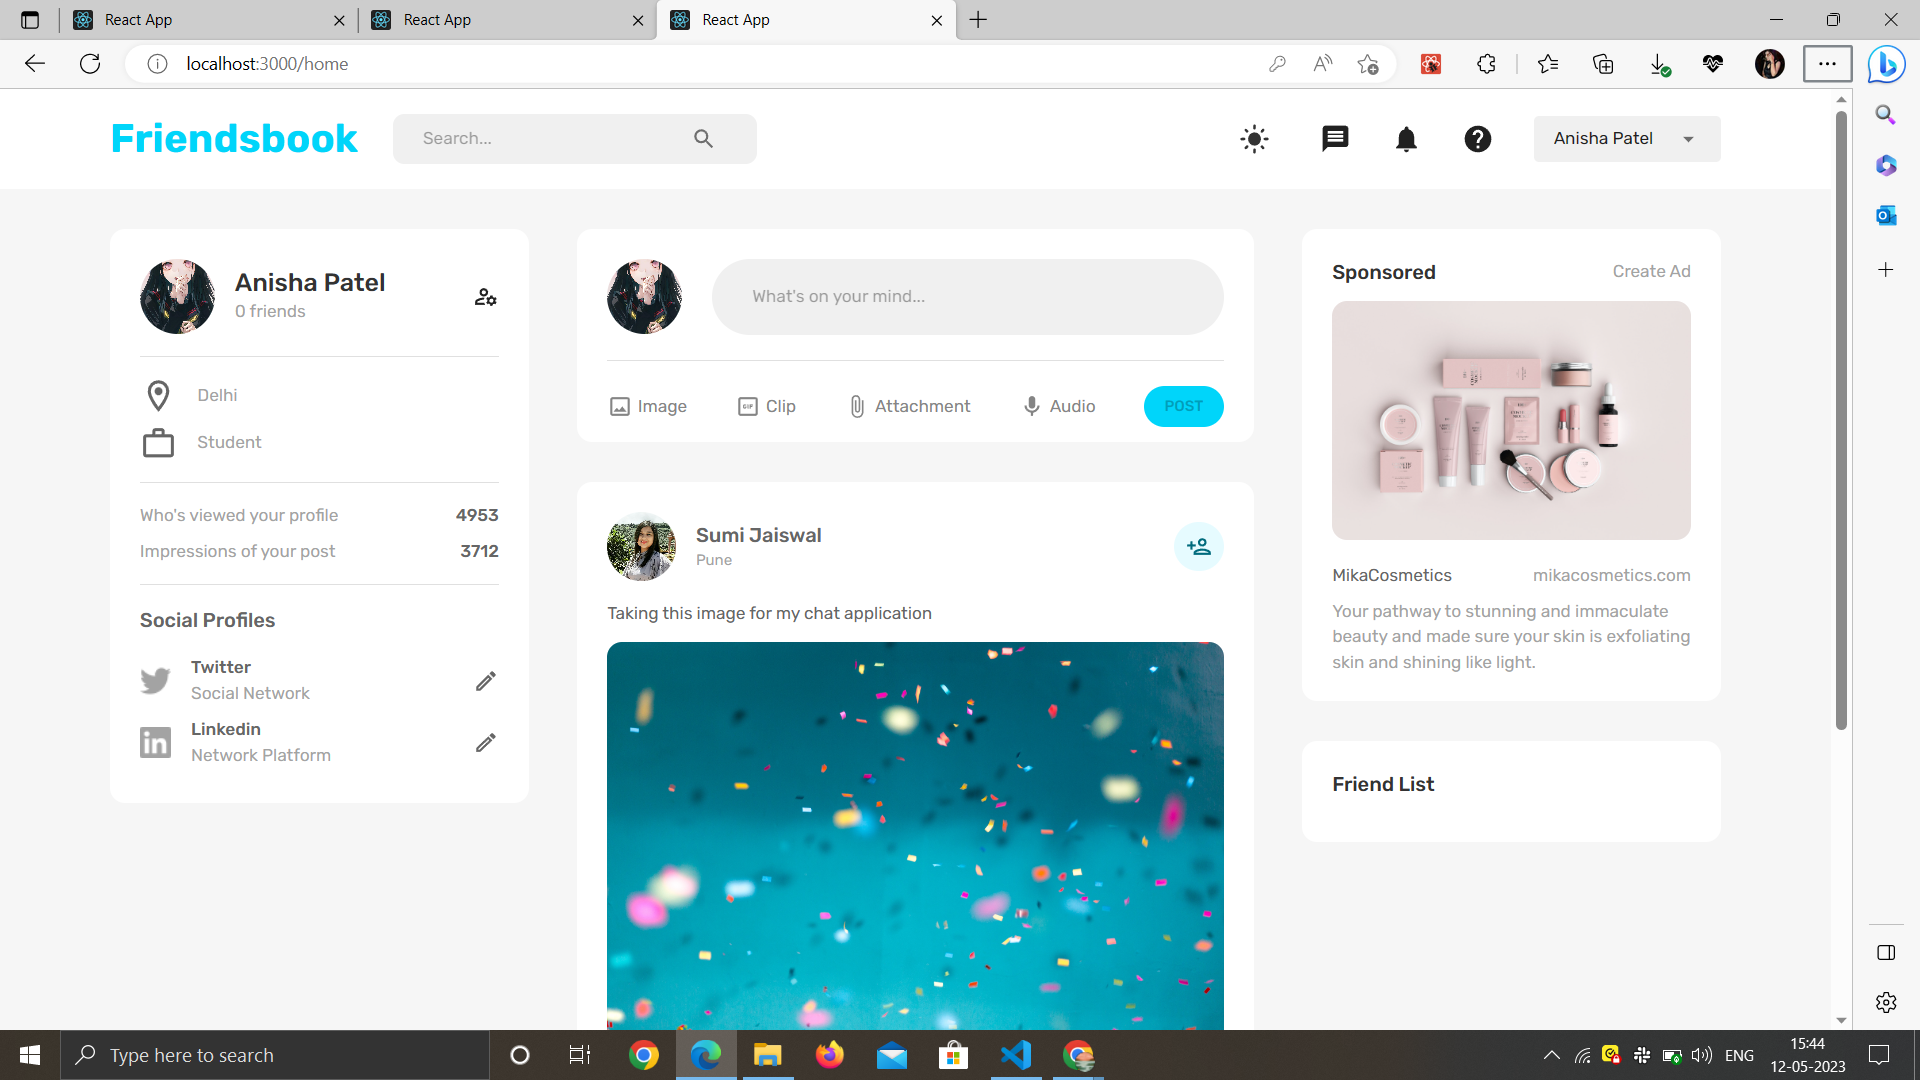 React App
React App
React App
localhost:3000/home
Friendsbook
Search...
Anisha Patel
Anisha Patel
0 friends
Delhi
Student
Who's viewed your profile 4953
Impressions of your post 3712
Social Profiles
Twitter
Social Network
Linkedin
Network Platform
What's on your mind...
Image
GIF Clip
Attachment
Audio
POST
Sumi Jaiswal
Pune
Taking this image for my chat application
Sponsored Create Ad
MikaCosmetics mikacosmetics.com
Your pathway to stunning and immaculate
beauty and made sure your skin is exfoliating
skin and shining like light.
Friend List
Type here to search
ENG
15:44
12-05-2023